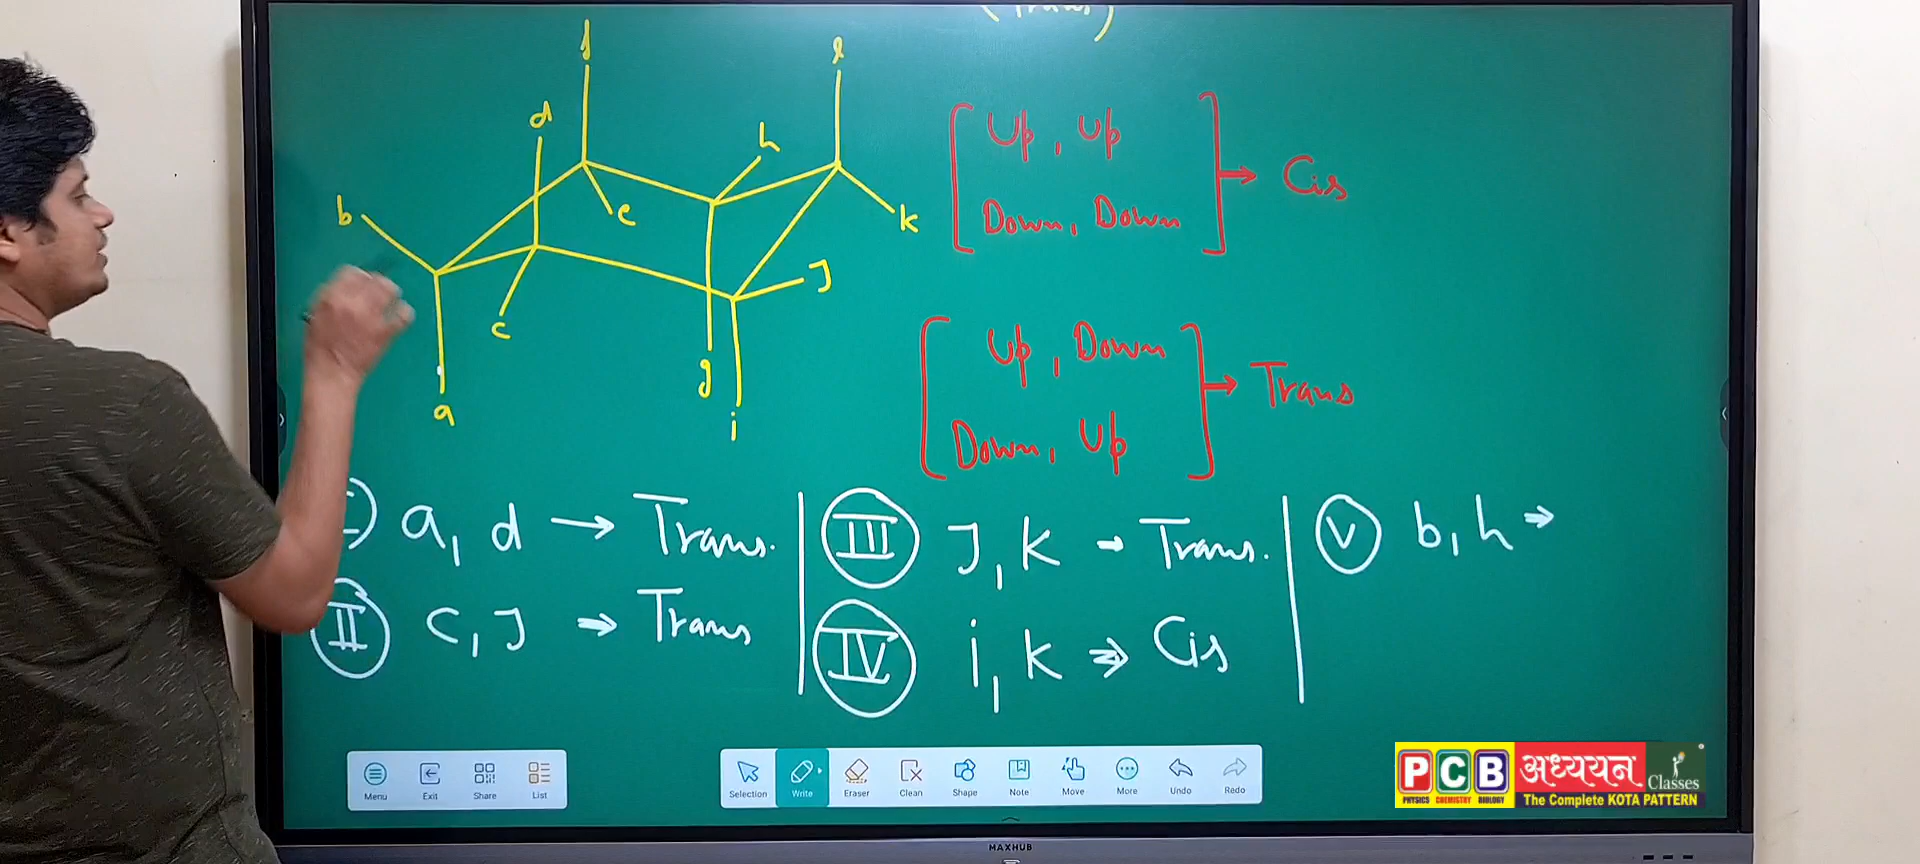 (Trans)
l
d
h
b
e
k
J
c
g
a
i
Up, Up
Down, Down
Cis
Up, Down
Down, Up
Trans
a, d → Trans.
II c, J → Trans
III J, k → Trans.
IV i, k → Cis
V b, h →
Menu Exit Share List
Selection Write Eraser Clean Shape Note Move More Undo Redo
PCB अध्ययन Classes
PHYSICS CHEMISTRY BIOLOGY
The Complete KOTA PATTERN
MAXHUB